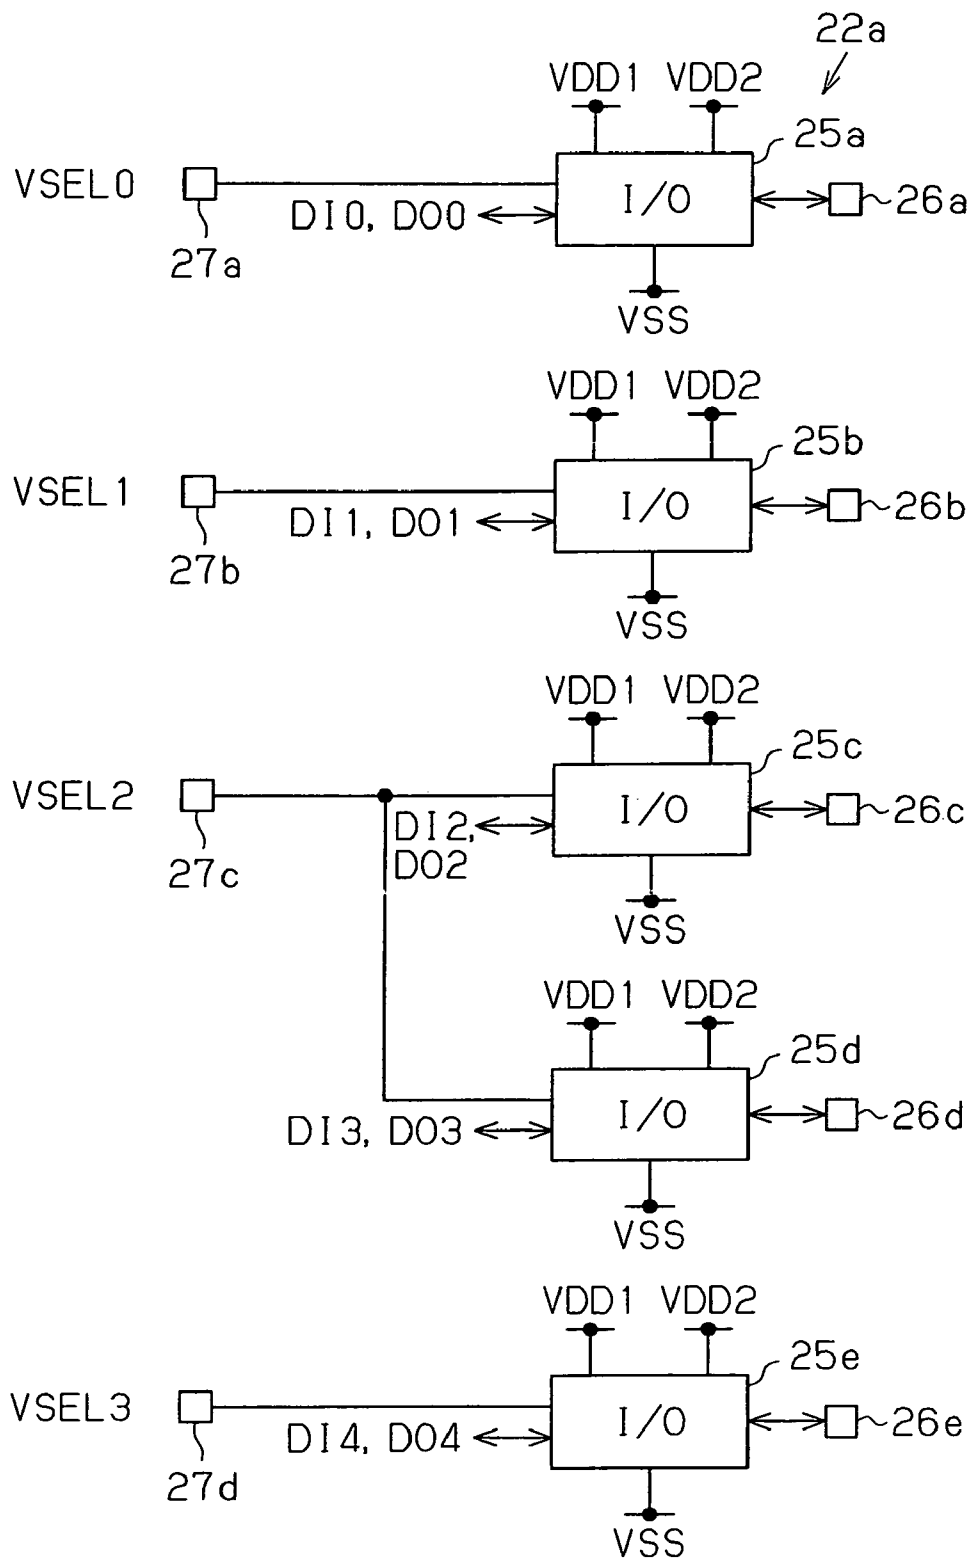 22a
VDD1 VDD2
25a
VSEL0
I/O
26a
DI0, DO0
27a
VSS
VDD1 VDD2
25b
VSEL1
I/O
26b
DI1, DO1
27b
VSS
VDD1 VDD2
25c
VSEL2
I/O
26c
DI2,
DO2
27c
VSS
VDD1 VDD2
25d
I/O
26d
DI3, DO3
VSS
VDD1 VDD2
25e
VSEL3
I/O
26e
DI4, DO4
27d
VSS